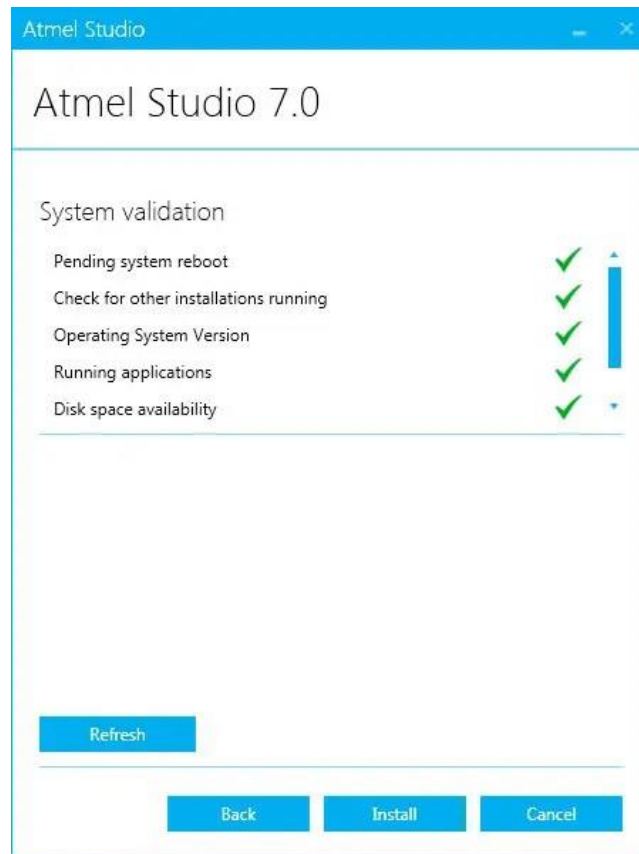 Atmel Studio
Atmel Studio 7.0
System validation
Pending system reboot
Check for other installations running
Operating System Version
Running applications
Disk space availability
Refresh
Back Install Cancel